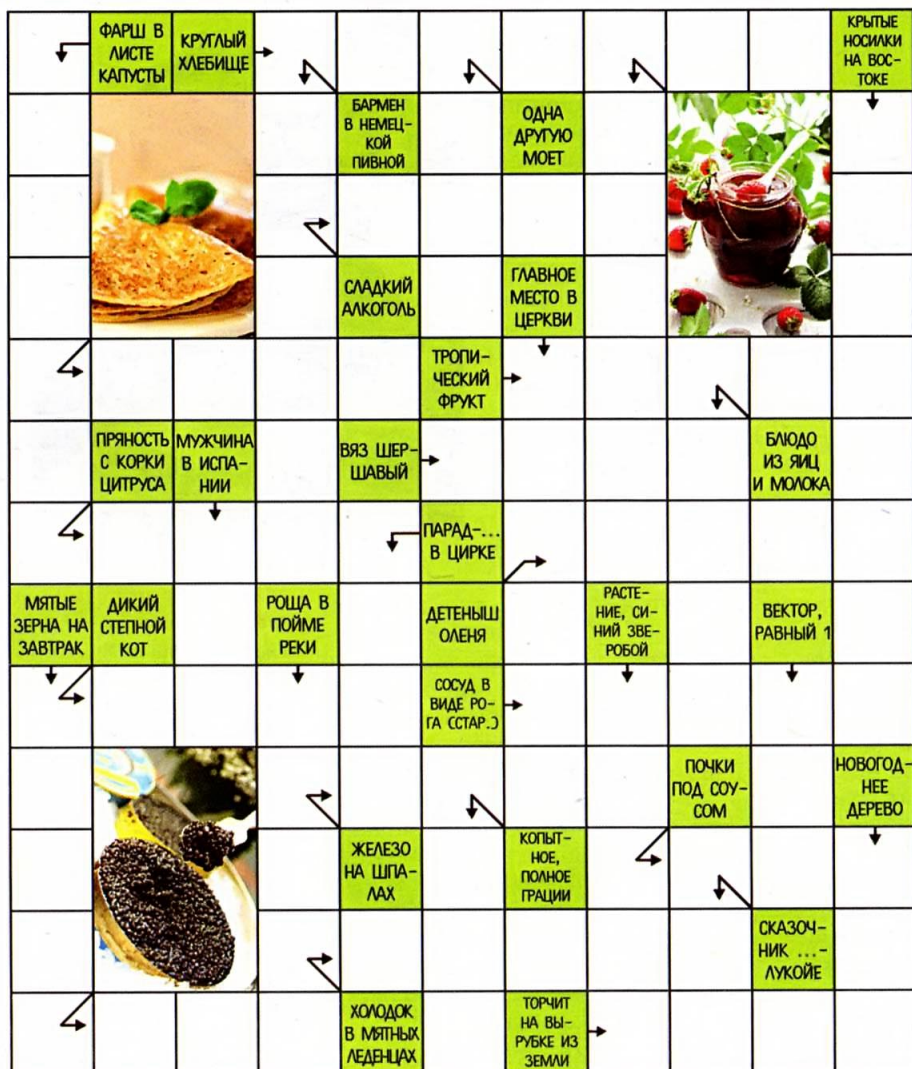 ФАРШ В
ЛИСТЕ
КАПУСТЫ
КРУГЛЫЙ
ХЛЕБИЩЕ
КРЫТЫЕ
НОСИЛКИ
НА ВОС-
ТОКЕ
БАРМЕН
В НЕМЕЦ-
КОЙ
ПИВНОЙ
ОДНА
ДРУГУЮ
МОЕТ
СЛАДКИЙ
АЛКОГОЛЬ
ГЛАВНОЕ
МЕСТО В
ЦЕРКВИ
ТРОПИ-
ЧЕСКИЙ
ФРУКТ
ПРЯНОСТЬ
С КОРКИ
ЦИТРУСА
МУЖЧИНА
В ИСПА-
НИИ
ВЯЗ ШЕР-
ШАВЫЙ
БЛЮДО
ИЗ ЯИЦ
И МОЛОКА
ПАРАД-...
В ЦИРКЕ
МЯТЫЕ
ЗЕРНА НА
ЗАВТРАК
ДИКИЙ
СТЕПНОЙ
КОТ
РОЩА В
ПОЙМЕ
РЕКИ
ДЕТЕНЫШ
ОЛЕНЯ
РАСТЕ-
НИЕ, СИ-
НИЙ ЗВЕ-
РОБОЙ
ВЕКТОР,
РАВНЫЙ 1
СОСУД В
ВИДЕ РО-
ГА (СТАР.)
ПОЧКИ
ПОД СОУ-
СОМ
НОВОГОД-
НЕЕ
ДЕРЕВО
ЖЕЛЕЗО
НА ШПА-
ЛАХ
КОПЫТ-
НОЕ,
ПОЛНОЕ
ГРАЦИИ
СКАЗОЧ-
НИК ...-
ЛУКОЙЕ
ХОЛОДОК
В МЯТНЫХ
ЛЕДЕНЦАХ
ТОРЧИТ
НА ВЫ-
РУБКЕ ИЗ
ЗЕМЛИ